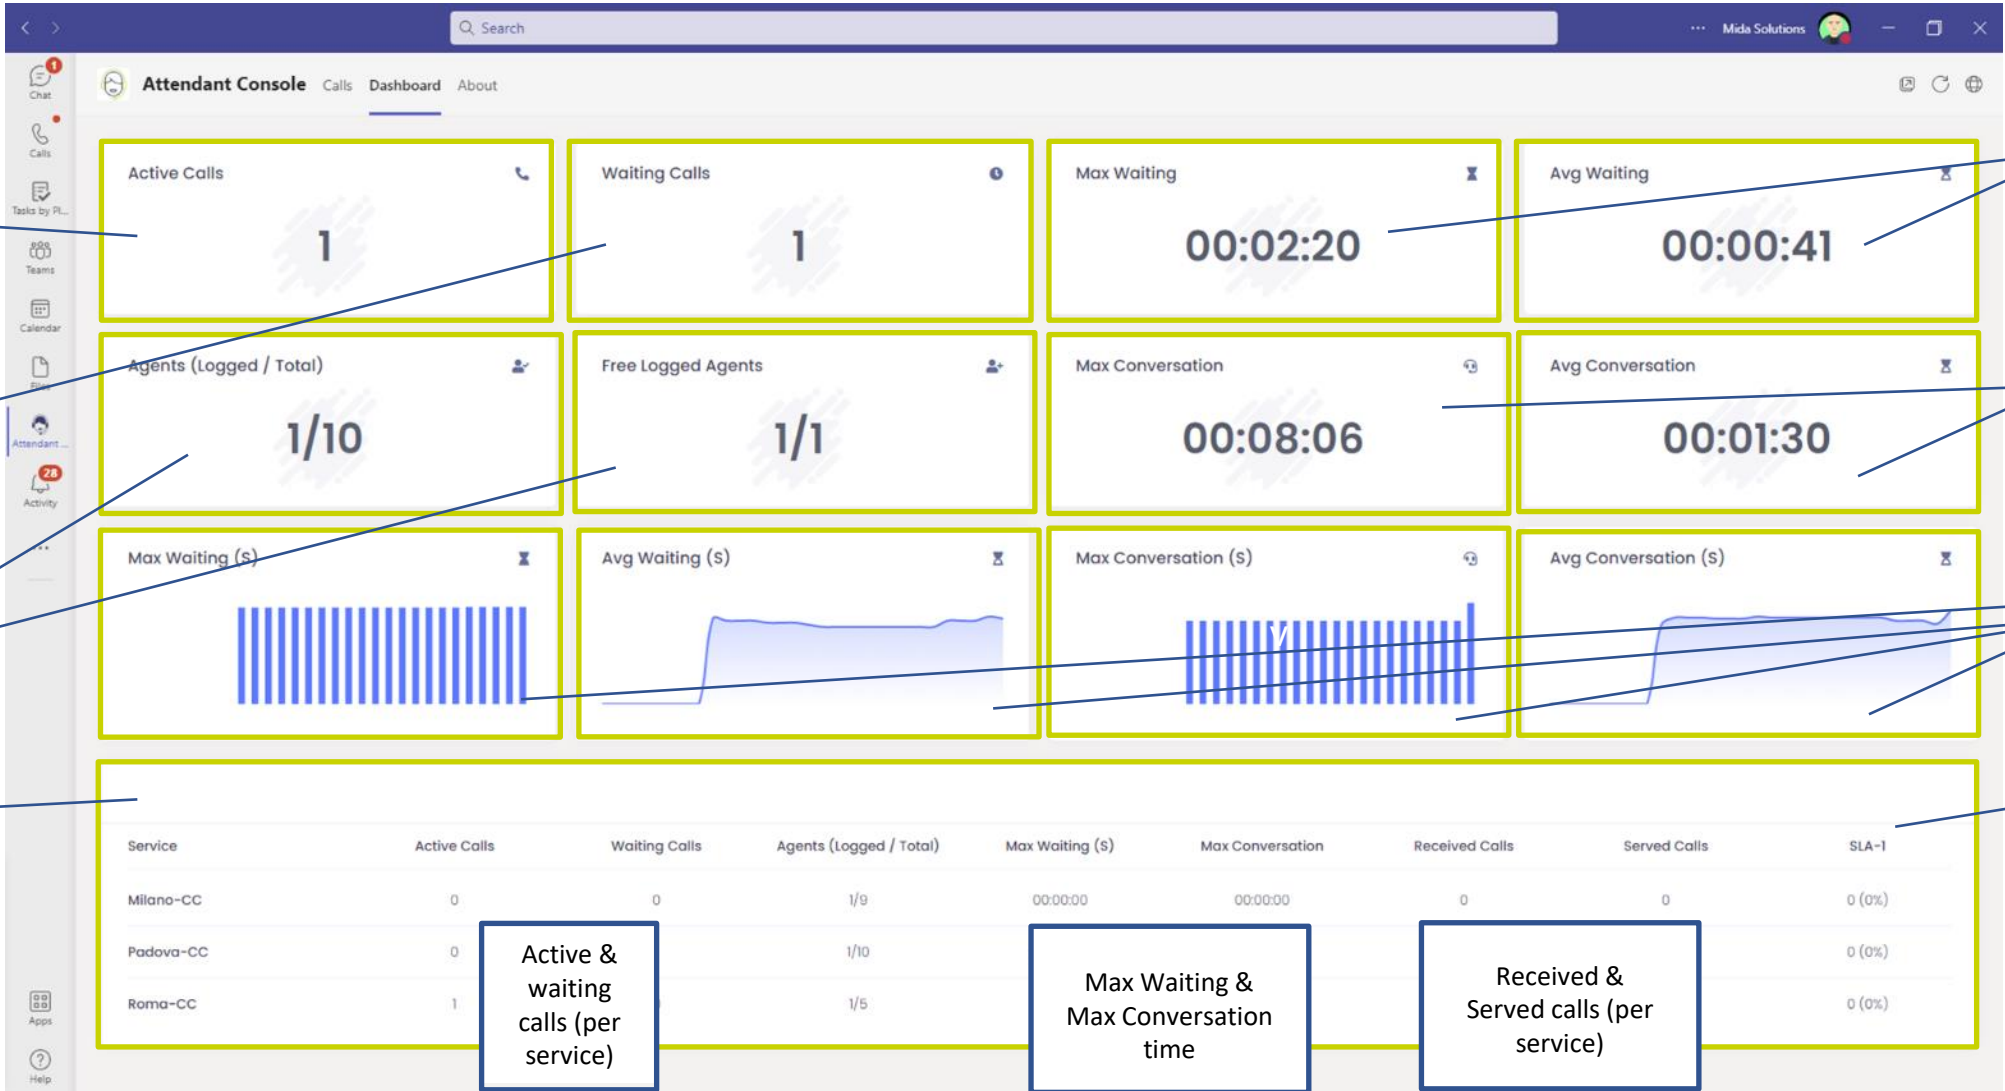 Search
Mida Solutions
Attendant Console Calls Dashboard About
1
Chat
Calls
Tasks by Pl...
Teams
Calendar
Files
Attendant ...
28
Activity
Apps
Help
Active Calls
1
Waiting Calls
1
Max Waiting
00:02:20
Avg Waiting
00:00:41
Agents (Logged / Total)
1/10
Free Logged Agents
1/1
Max Conversation
00:08:06
Avg Conversation
00:01:30
Max Waiting (S)
Avg Waiting (S)
Max Conversation (S)
Avg Conversation (S)
Service Active Calls Waiting Calls Agents (Logged / Total) Max Waiting (S) Max Conversation Received Calls Served Calls SLA-1
Milano-CC 0 0 1/9 00:00:00 00:00:00 0 0 0 (0%)
Padova-CC 0 1/10 0 (0%)
Roma-CC 1 1/5 0 (0%)
Active &
waiting
calls (per
service)
Max Waiting &
Max Conversation
time
Received &
Served calls (per
service)